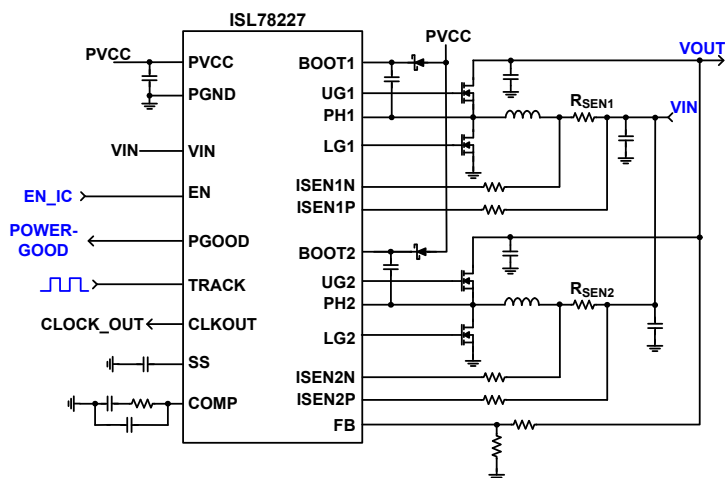 ISL78227
PVCC
PVCC
PGND
VIN
VIN
EN_IC
EN
POWER-
GOOD
PGOOD
TRACK
CLOCK_OUT
CLKOUT
SS
COMP
BOOT1
UG1
PH1
LG1
ISEN1N
ISEN1P
BOOT2
UG2
PH2
LG2
ISEN2N
ISEN2P
FB
PVCC
VOUT
RSEN1
VIN
RSEN2